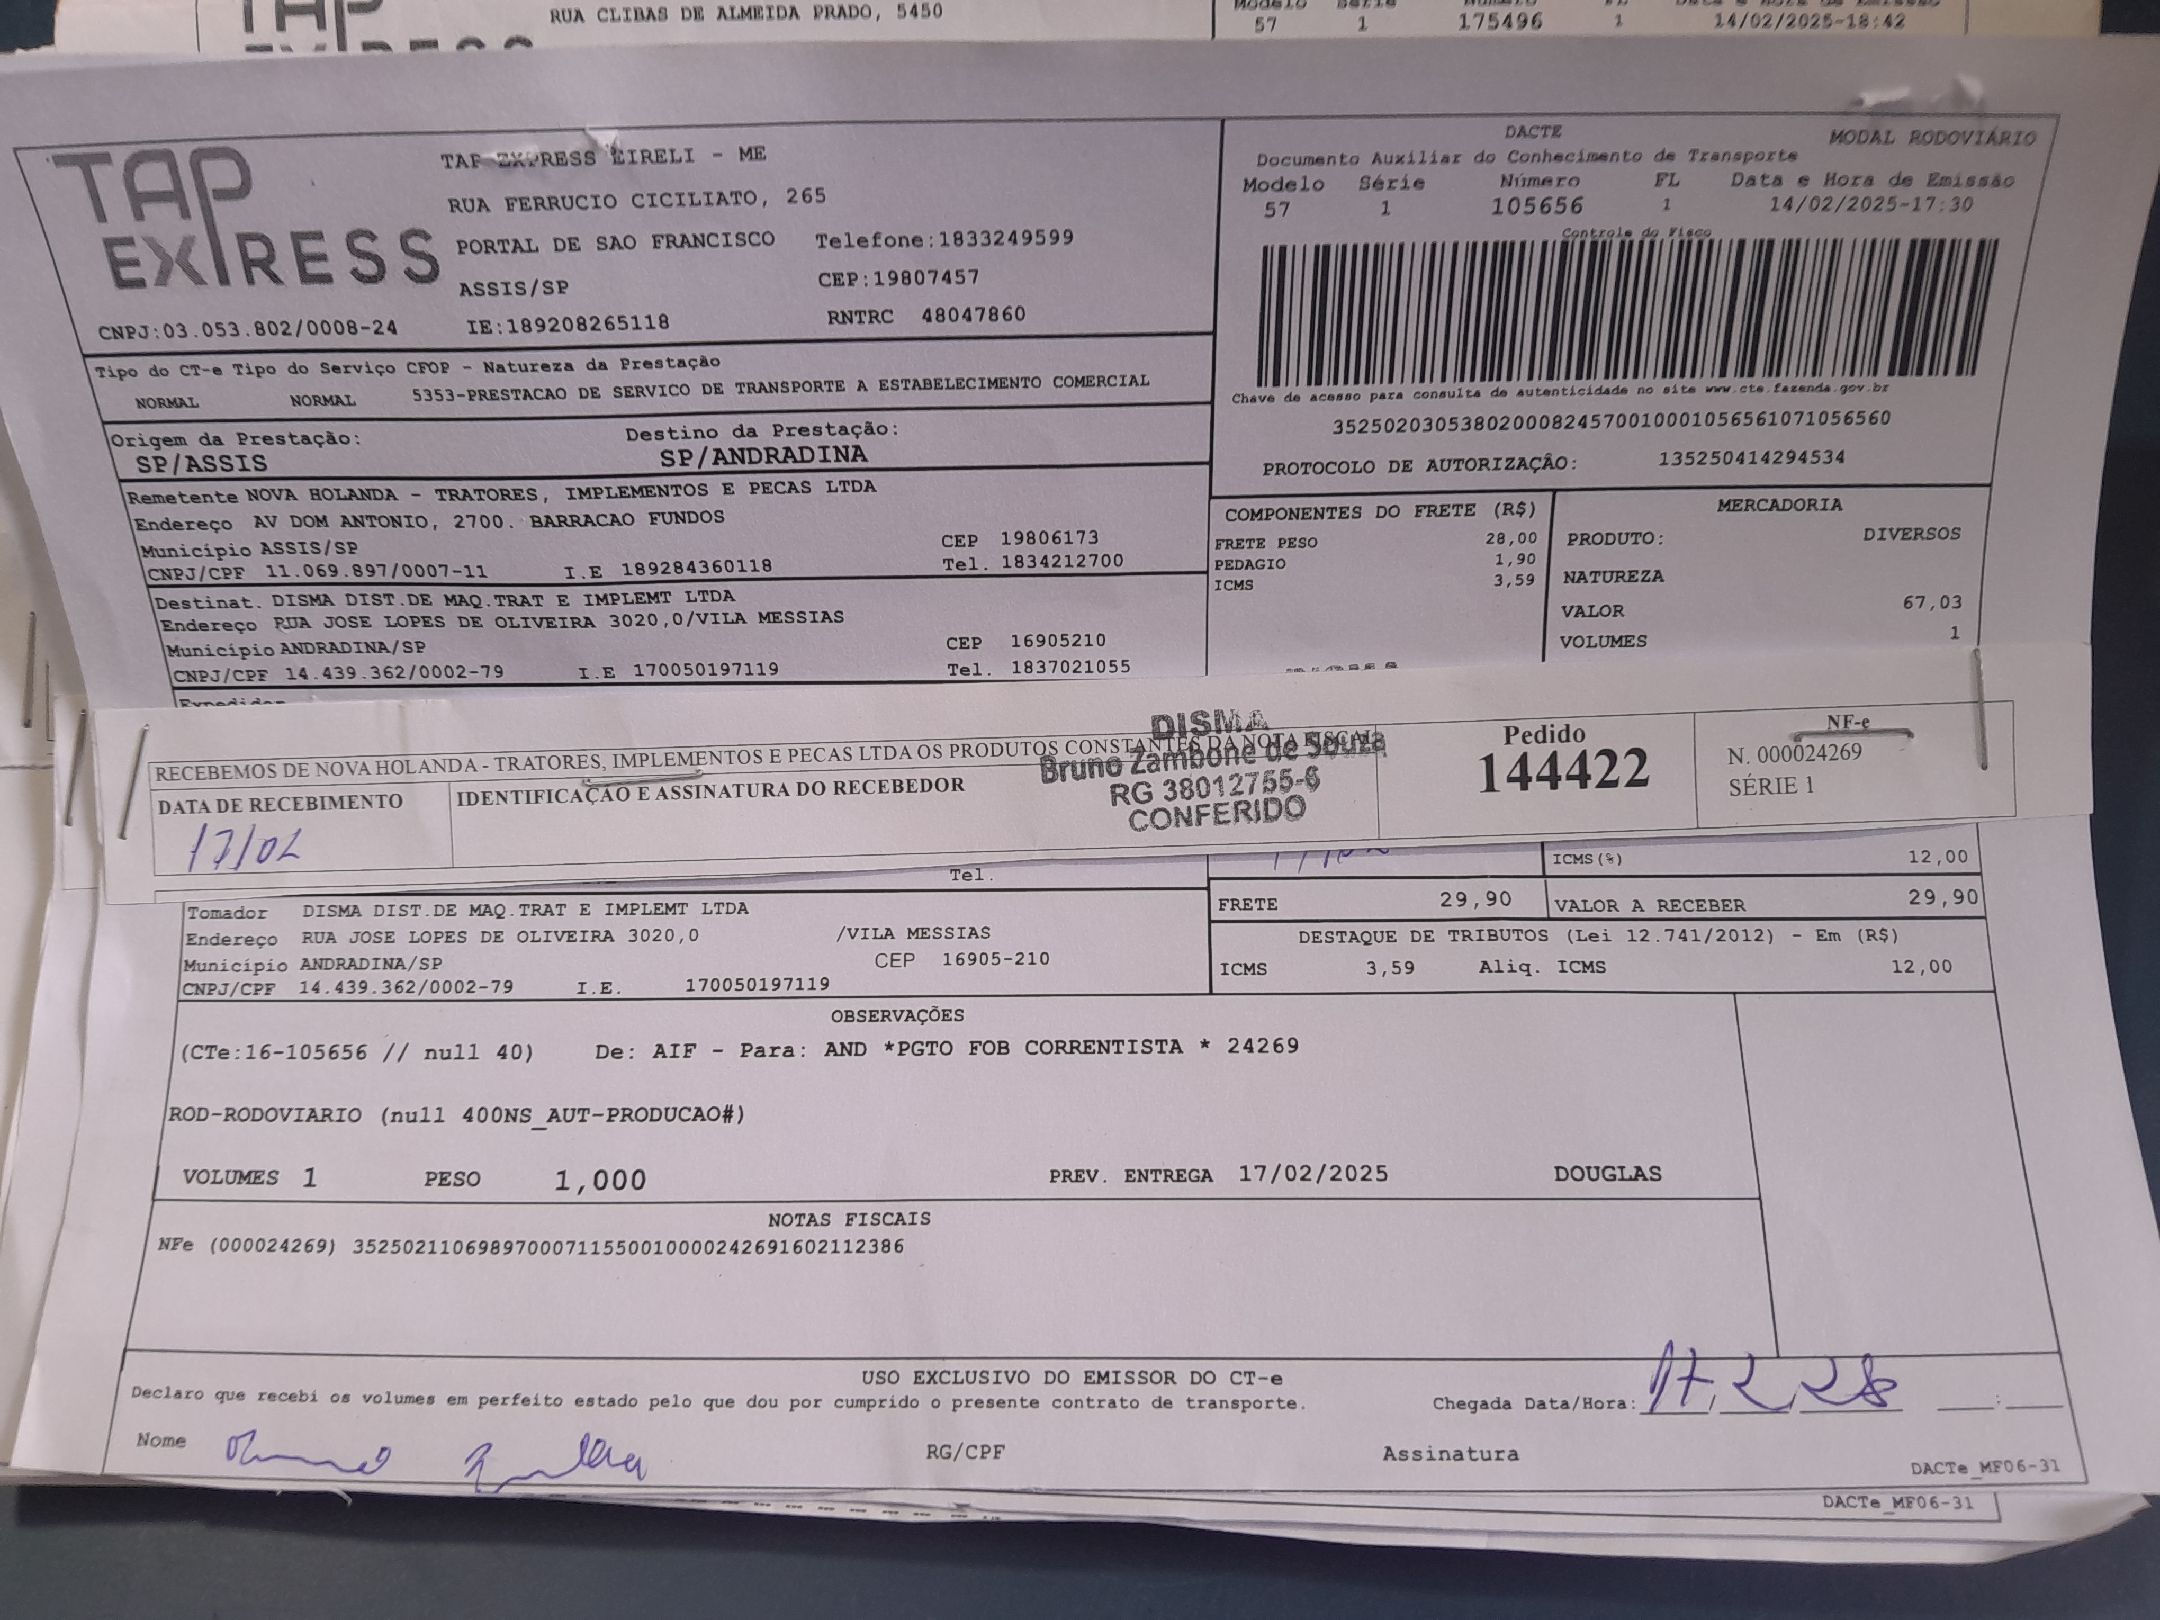 RUA CLIBAS DE ALMEIDA PRADO, 5450
57 1 175496 1 14/02/2025-18:42
TAP EXPRESS
TAP EXPRESS EIRELI - ME
RUA FERRUCIO CICILIATO, 265
PORTAL DE SAO FRANCISCO Telefone:1833249599
ASSIS/SP CEP:19807457
CNPJ:03.053.802/0008-24 IE:189208265118 RNTRC 48047860
DACTE MODAL RODOVIÁRIO
Documento Auxiliar do Conhecimento de Transporte
Modelo Série Número FL Data e Hora de Emissão
57 1 105656 1 14/02/2025-17:30
Controle do Fisco
Chave de acesso para consulta de autenticidade no site www.cte.fazenda.gov.br
35250203053802000824570010001056561071056560
PROTOCOLO DE AUTORIZAÇÃO: 135250414294534
Tipo do CT-e Tipo do Serviço CFOP - Natureza da Prestação
NORMAL NORMAL 5353-PRESTACAO DE SERVICO DE TRANSPORTE A ESTABELECIMENTO COMERCIAL
Origem da Prestação: Destino da Prestação:
SP/ASSIS SP/ANDRADINA
Remetente NOVA HOLANDA - TRATORES, IMPLEMENTOS E PECAS LTDA
Endereço AV DOM ANTONIO, 2700. BARRACAO FUNDOS
Município ASSIS/SP CEP 19806173
CNPJ/CPF 11.069.897/0007-11 I.E 189284360118 Tel. 1834212700
Destinat. DISMA DIST.DE MAQ.TRAT E IMPLEMT LTDA
Endereço RUA JOSE LOPES DE OLIVEIRA 3020,0/VILA MESSIAS
Município ANDRADINA/SP CEP 16905210
CNPJ/CPF 14.439.362/0002-79 I.E 170050197119 Tel. 1837021055
COMPONENTES DO FRETE (R$)
FRETE PESO 28,00
PEDAGIO 1,90
ICMS 3,59
MERCADORIA
PRODUTO: DIVERSOS
NATUREZA
VALOR 67,03
VOLUMES 1
RECEBEMOS DE NOVA HOLANDA - TRATORES, IMPLEMENTOS E PECAS LTDA OS PRODUTOS CONSTANTES DA NOTA FISCAL
DATA DE RECEBIMENTO IDENTIFICAÇÃO E ASSINATURA DO RECEBEDOR
17/02
DISMA
Bruno Zambone de Souza
RG 38012755-6
CONFERIDO
Pedido
144422
NF-e
N. 000024269
SÉRIE 1
Tel.
ICMS(%) 12,00
FRETE 29,90 VALOR A RECEBER 29,90
Tomador DISMA DIST.DE MAQ.TRAT E IMPLEMT LTDA
Endereço RUA JOSE LOPES DE OLIVEIRA 3020,0 /VILA MESSIAS
Município ANDRADINA/SP CEP 16905-210
CNPJ/CPF 14.439.362/0002-79 I.E. 170050197119
DESTAQUE DE TRIBUTOS (Lei 12.741/2012) - Em (R$)
ICMS 3,59 Aliq. ICMS 12,00
OBSERVAÇÕES
(CTe:16-105656 // null 40) De: AIF - Para: AND *PGTO FOB CORRENTISTA * 24269
ROD-RODOVIARIO (null 400NS_AUT-PRODUCAO#)
VOLUMES 1 PESO 1,000 PREV. ENTREGA 17/02/2025 DOUGLAS
NOTAS FISCAIS
NFe (000024269) 35250211069897000711550010000242691602112386
USO EXCLUSIVO DO EMISSOR DO CT-e
Declaro que recebi os volumes em perfeito estado pelo que dou por cumprido o presente contrato de transporte.
Chegada Data/Hora:
Nome RG/CPF Assinatura
DACTe_MF06-31
DACTe_MF06-31